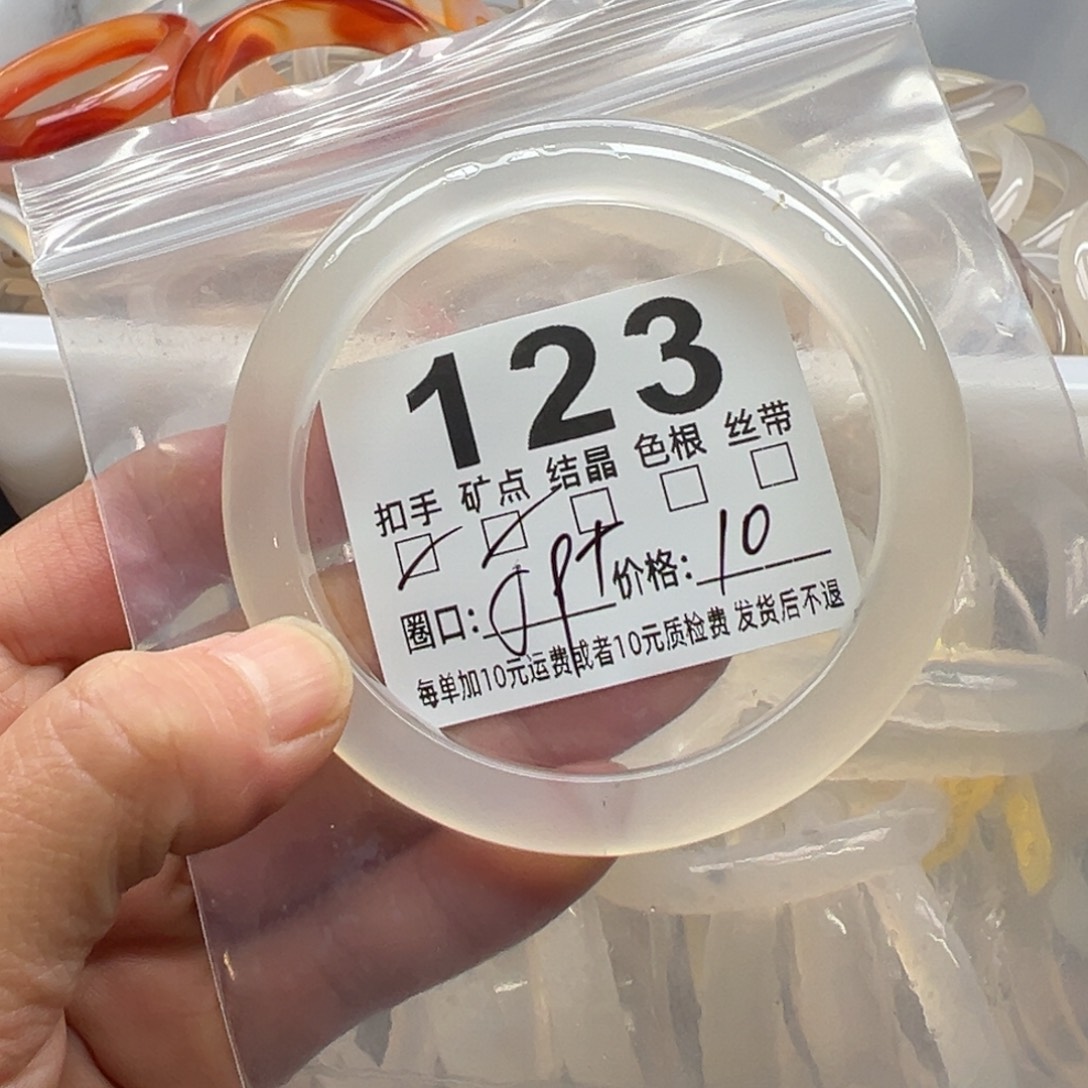 123
扣手 矿点 结晶 色根 丝带
圈口: 价格: 10
每单加10元运费或者10元质检费 发货后不退